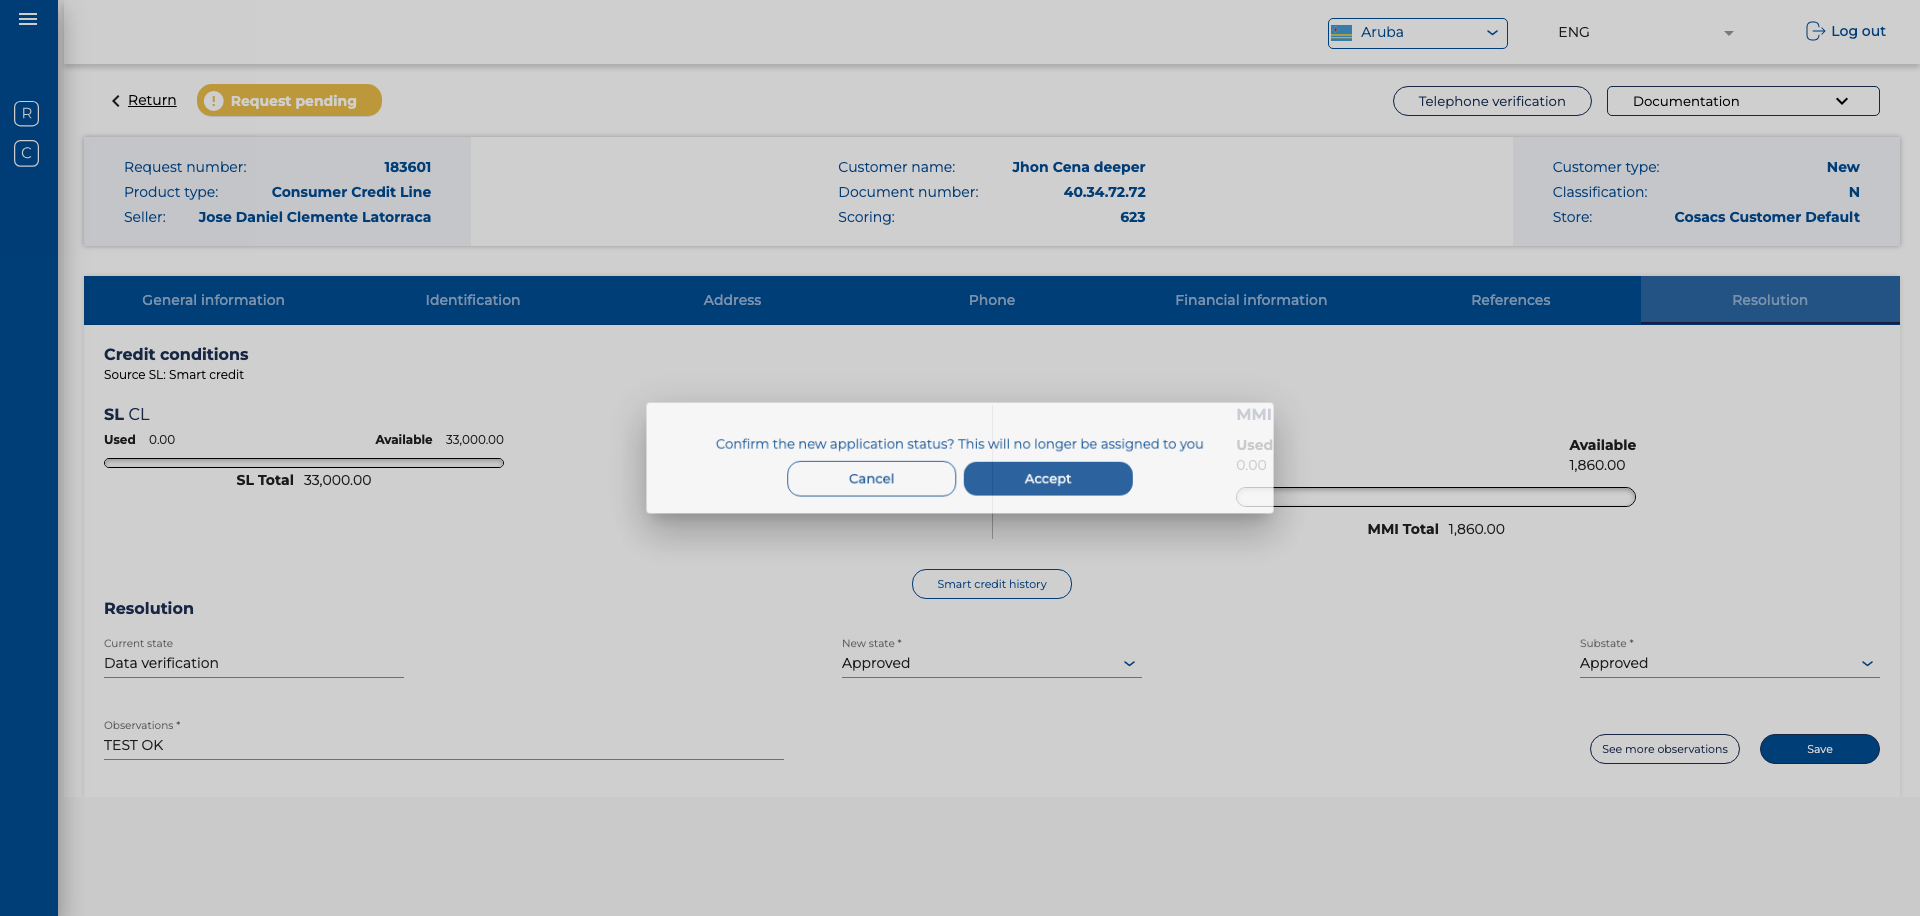 Aruba
ENG
Log out
R
C
Return
! Request pending
Telephone verification
Documentation
Request number: 183601
Product type: Consumer Credit Line
Seller: Jose Daniel Clemente Latorraca
Customer name: Jhon Cena deeper
Document number: 40.34.72.72
Scoring: 623
Customer type: New
Classification: N
Store: Cosacs Customer Default
General information
Identification
Address
Phone
Financial information
References
Resolution
Credit conditions
Source SL: Smart credit
SL CL
Used 0.00
Available 33,000.00
SL Total 33,000.00
MMI
Used
0.00
Available
1,860.00
MMI Total 1,860.00
Confirm the new application status? This will no longer be assigned to you
Cancel
Accept
Smart credit history
Resolution
Current state
Data verification
New state *
Approved
Substate *
Approved
Observations *
TEST OK
See more observations
Save